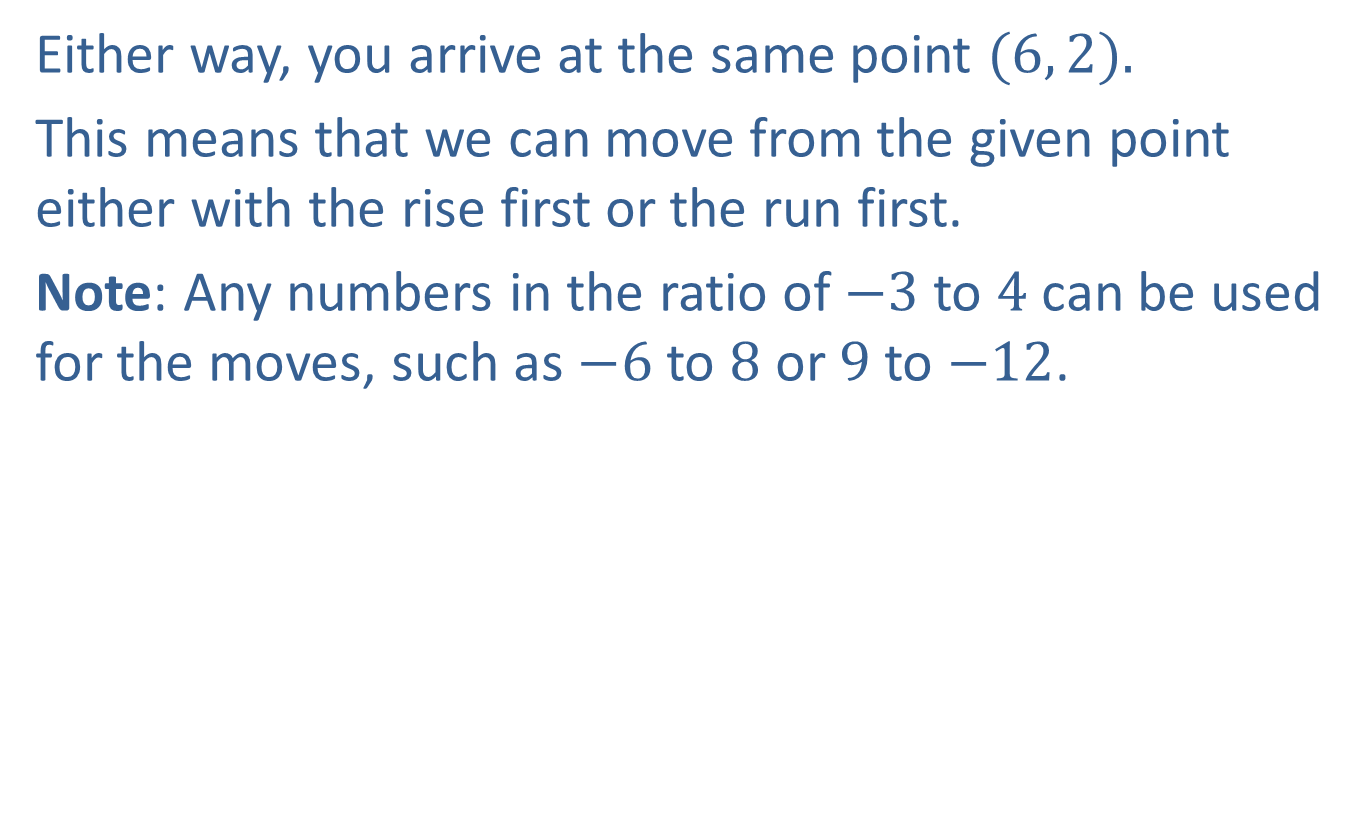 Either way, you arrive at the same point (6, 2).
This means that we can move from the given point
either with the rise first or the run first.
Note: Any numbers in the ratio of −3 to 4 can be used
for the moves, such as −6 to 8 or 9 to −12.